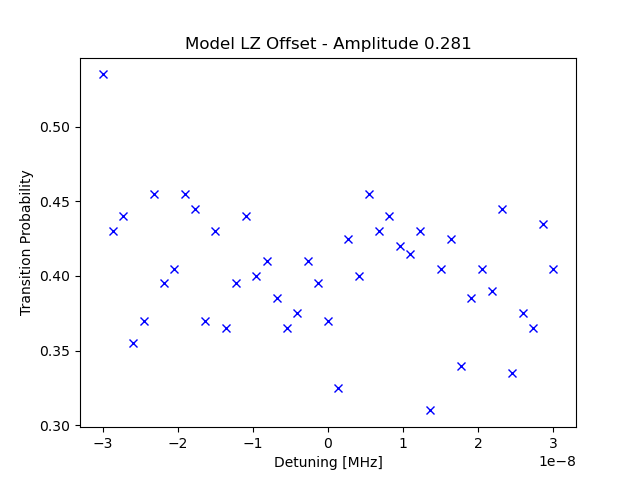 Model LZ Offset - Amplitude 0.281
Transition Probability
0.50
0.45
0.40
0.35
0.30
−3 −2 −1 0 1 2 3
1e−8
Detuning [MHz]